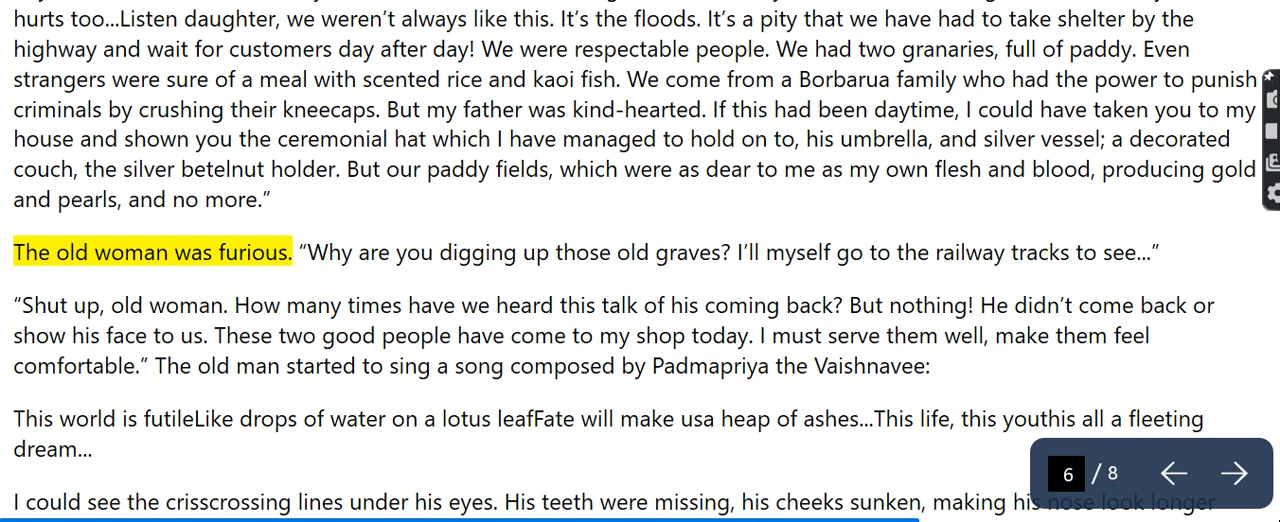 hurts too...Listen daughter, we weren't always like this. It's the floods. It's a pity that we have had to take shelter by the
highway and wait for customers day after day! We were respectable people. We had two granaries, full of paddy. Even
strangers were sure of a meal with scented rice and kaoi fish. We come from a Borbarua family who had the power to punish
criminals by crushing their kneecaps. But my father was kind-hearted. If this had been daytime, I could have taken you to my
house and shown you the ceremonial hat which I have managed to hold on to, his umbrella, and silver vessel; a decorated
couch, the silver betelnut holder. But our paddy fields, which were as dear to me as my own flesh and blood, producing gold
and pearls, and no more.”
The old woman was furious. “Why are you digging up those old graves? I'll myself go to the railway tracks to see...”
“Shut up, old woman. How many times have we heard this talk of his coming back? But nothing! He didn't come back or
show his face to us. These two good people have come to my shop today. I must serve them well, make them feel
comfortable.” The old man started to sing a song composed by Padmapriya the Vaishnavee:
This world is futileLike drops of water on a lotus leafFate will make usa heap of ashes...This life, this youthis all a fleeting
dream...
6 / 8
I could see the crisscrossing lines under his eyes. His teeth were missing, his cheeks sunken, making his nose look longer